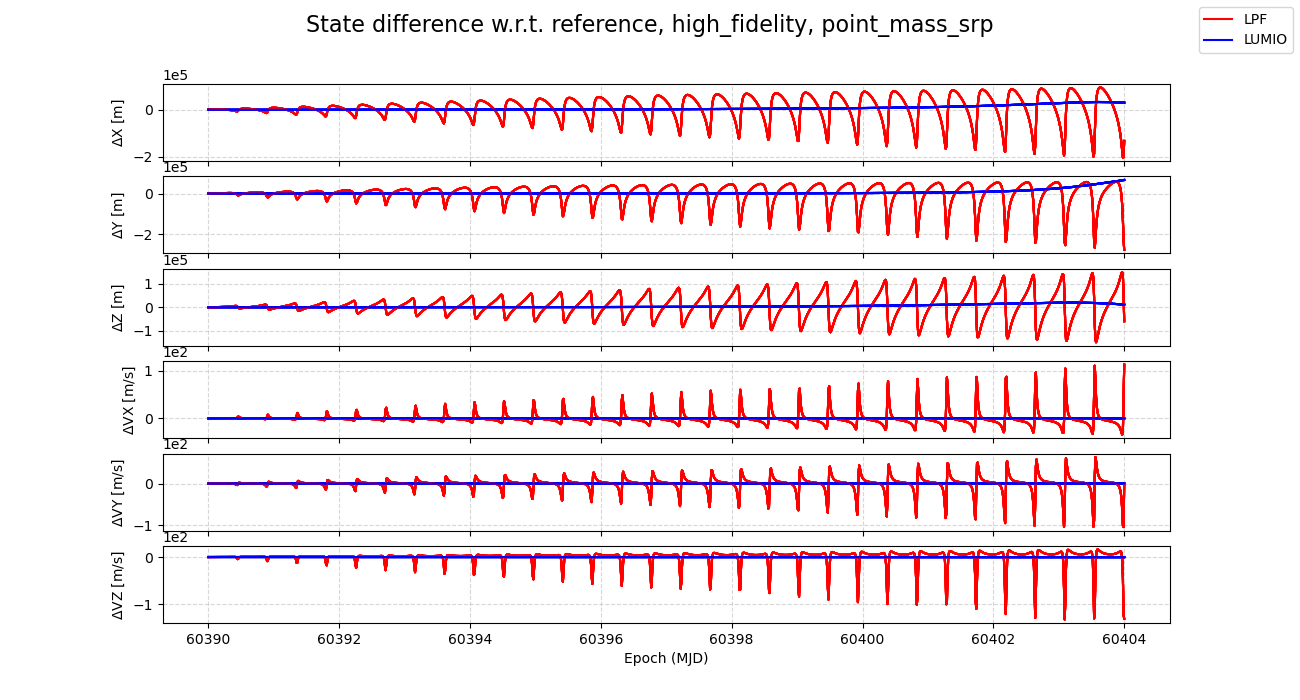 State difference w.r.t. reference, high_fidelity, point_mass_srp
LPF
LUMIO
1e5
0
−2
ΔX [m]
1e5
0
−2
ΔY [m]
1e5
1
0
−1
ΔZ [m]
1e2
1
0
ΔVX [m/s]
1e2
0
−1
ΔVY [m/s]
1e2
0
−1
ΔVZ [m/s]
60390 60392 60394 60396 60398 60400 60402 60404
Epoch (MJD)